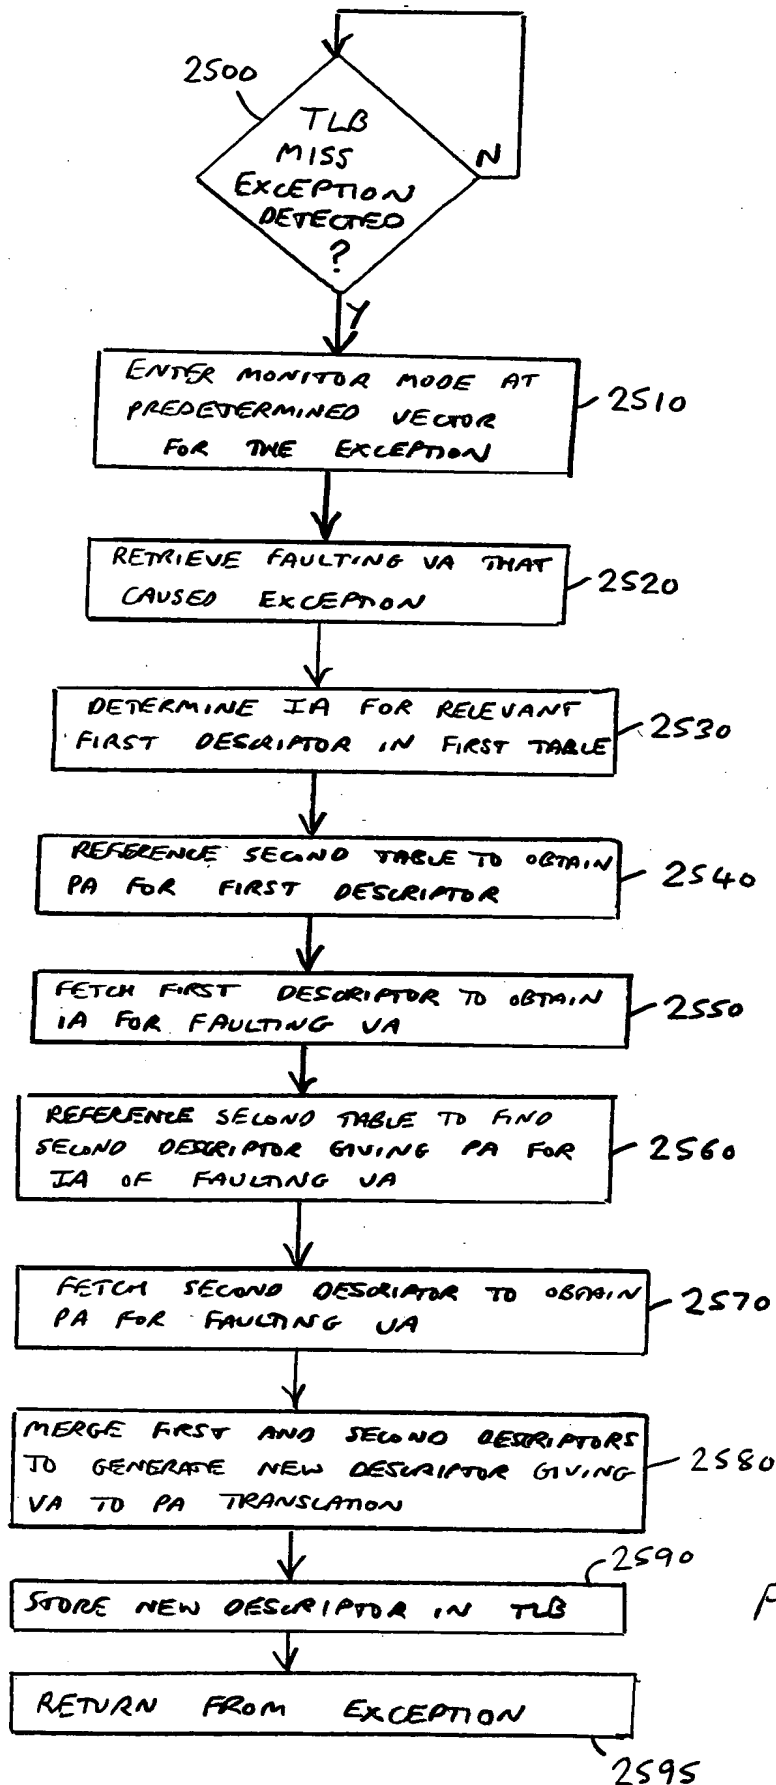 2500
TLB
MISS
EXCEPTION
DETECTED
?
N
Y
ENTER MONITOR MODE AT
PREDETERMINED VECTOR
FOR THE EXCEPTION
2510
RETRIEVE FAULTING VA THAT
CAUSED EXCEPTION
2520
DETERMINE IA FOR RELEVANT
FIRST DESCRIPTOR IN FIRST TABLE
2530
REFERENCE SECOND TABLE TO OBTAIN
PA FOR FIRST DESCRIPTOR
2540
FETCH FIRST DESCRIPTOR TO OBTAIN
IA FOR FAULTING VA
2550
REFERENCE SECOND TABLE TO FIND
SECOND DESCRIPTOR GIVING PA FOR
IA OF FAULTING VA
2560
FETCH SECOND DESCRIPTOR TO OBTAIN
PA FOR FAULTING VA
2570
MERGE FIRST AND SECOND DESCRIPTORS
TO GENERATE NEW DESCRIPTOR GIVING
VA TO PA TRANSLATION
2580
2590
STORE NEW DESCRIPTOR IN TLB
RETURN FROM EXCEPTION
2595